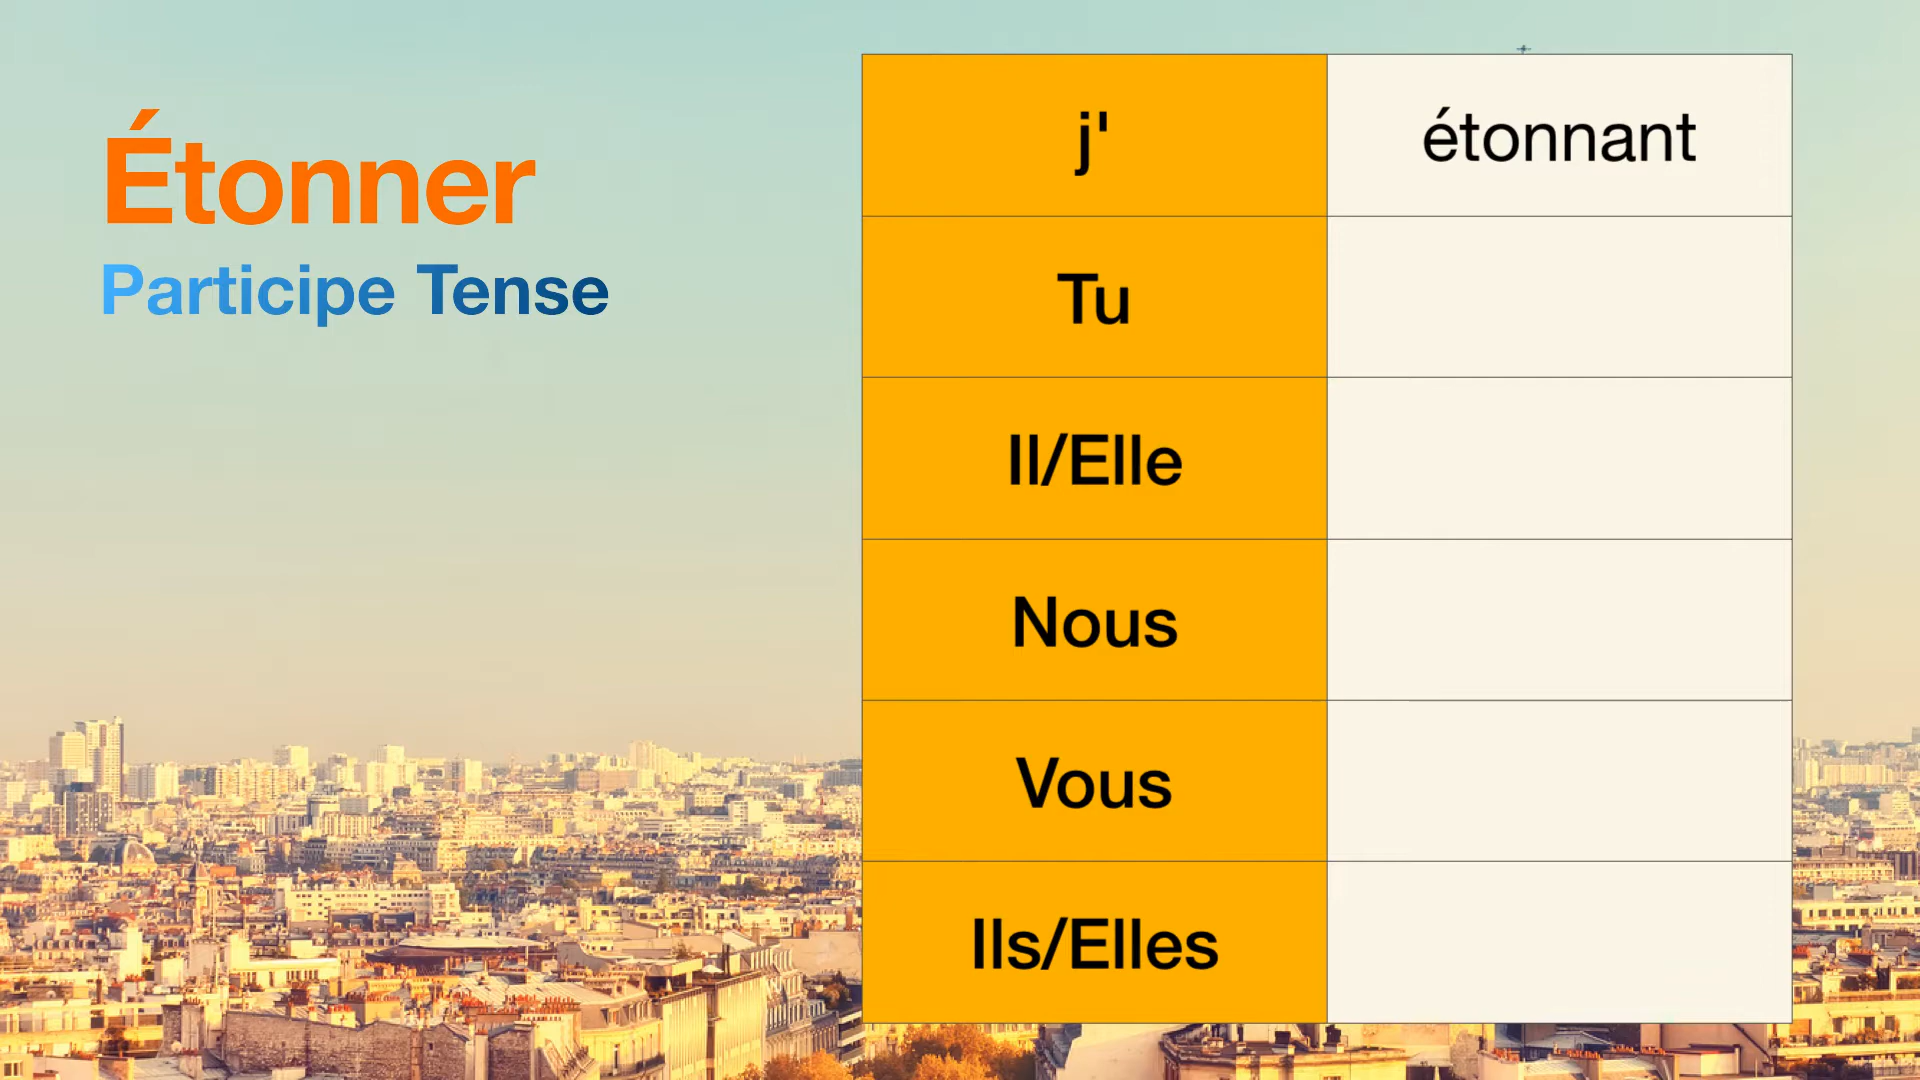 Étonner
Participe Tense
j' étonnant
Tu
Il/Elle
Nous
Vous
Ils/Elles